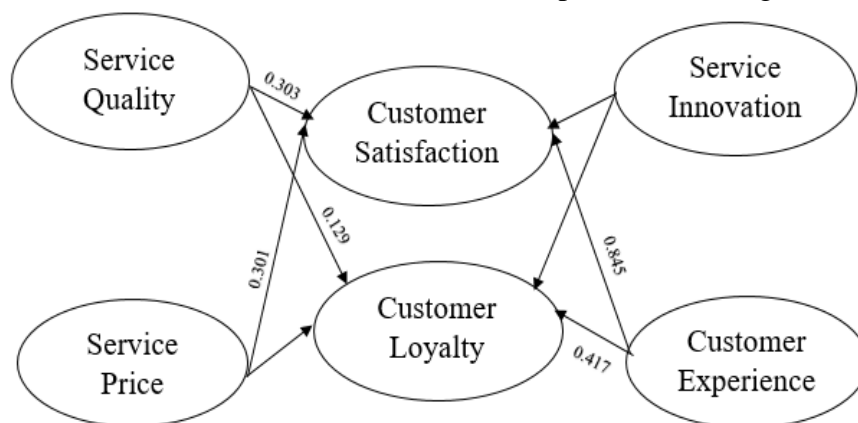 Service
Quality
0.303
Customer
Satisfaction
Service
Innovation
0.129
0.301
0.845
Service
Price
Customer
Loyalty
0.417
Customer
Experience